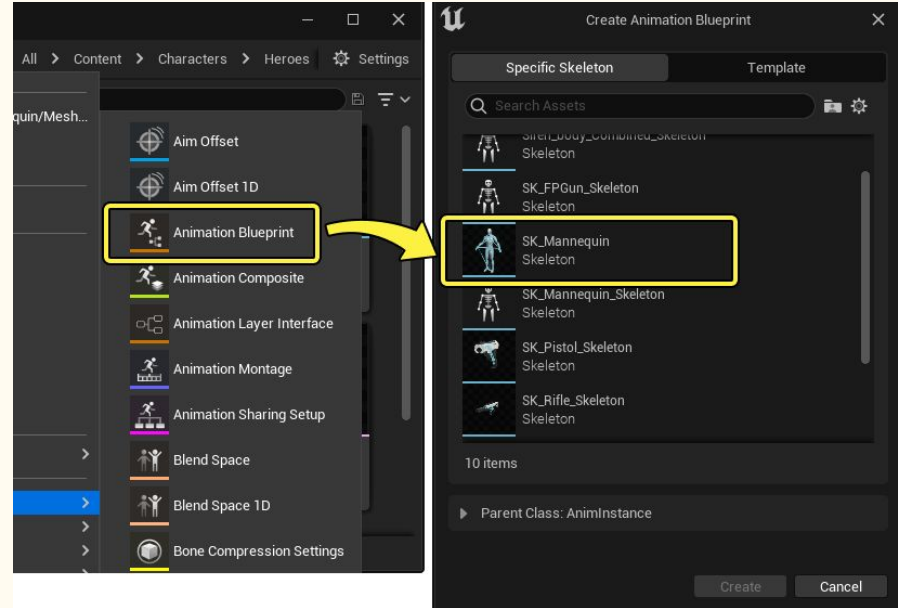 All > Content > Characters > Heroes Settings
quin/Mesh...
Aim Offset
Aim Offset 1D
Animation Blueprint
Animation Composite
Animation Layer Interface
Animation Montage
Animation Sharing Setup
Blend Space
Blend Space 1D
Bone Compression Settings
Create Animation Blueprint
Specific Skeleton Template
Search Assets
Siren_body_Combined_Skeleton
Skeleton
SK_FPGun_Skeleton
Skeleton
SK_Mannequin
Skeleton
SK_Mannequin_Skeleton
Skeleton
SK_Pistol_Skeleton
Skeleton
SK_Rifle_Skeleton
Skeleton
10 items
Parent Class: AnimInstance
Create Cancel